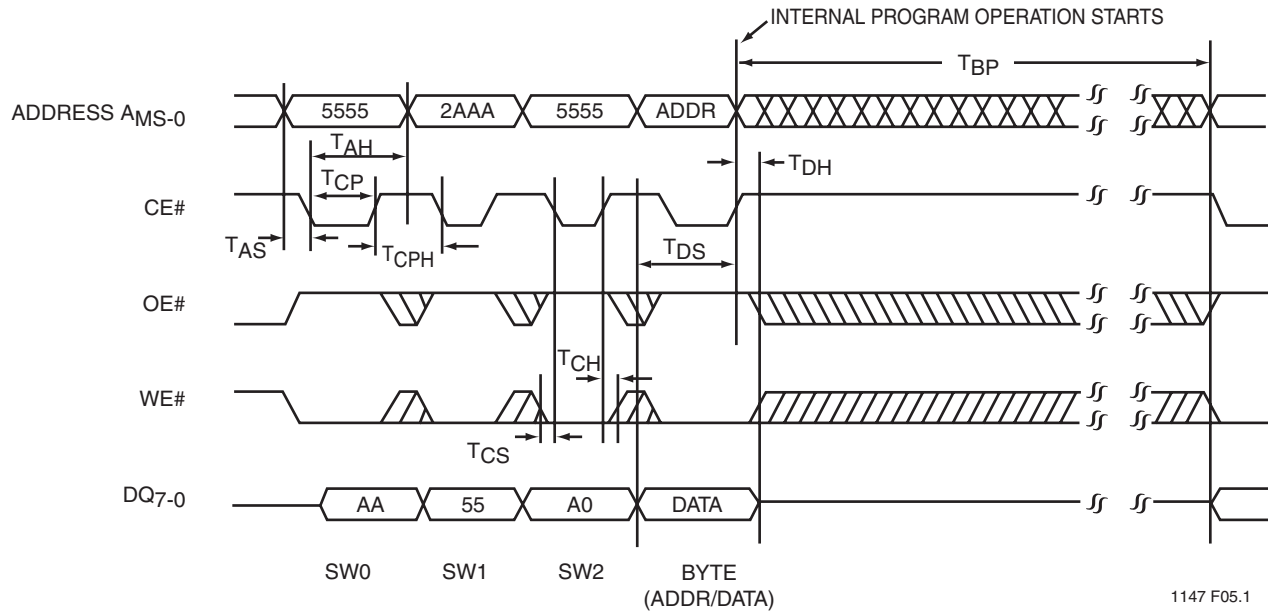 INTERNAL PROGRAM OPERATION STARTS
TBP
ADDRESS AMS-0
5555
2AAA
5555
ADDR
TAH
TDH
TCP
CE#
TAS
TCPH
TDS
OE#
TCH
WE#
TCS
DQ7-0
AA
55
A0
DATA
SW0
SW1
SW2
BYTE
(ADDR/DATA)
1147 F05.1